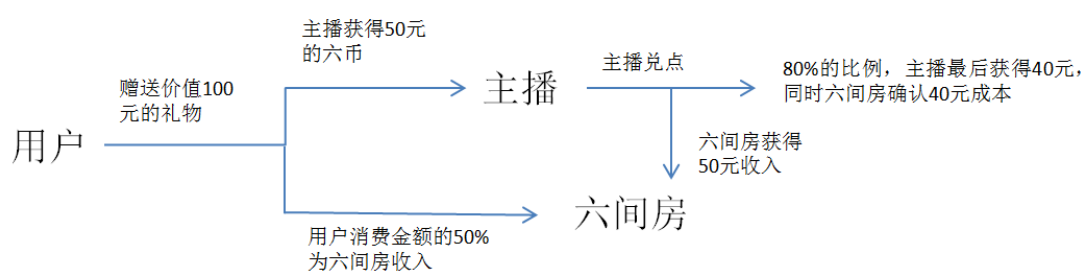 主播获得50元
的六币
赠送价值100
元的礼物
用户
主播
主播兑点
80%的比例，主播最后获得40元，
同时六间房确认40元成本
六间房获得
50元收入
六间房
用户消费金额的50%
为六间房收入